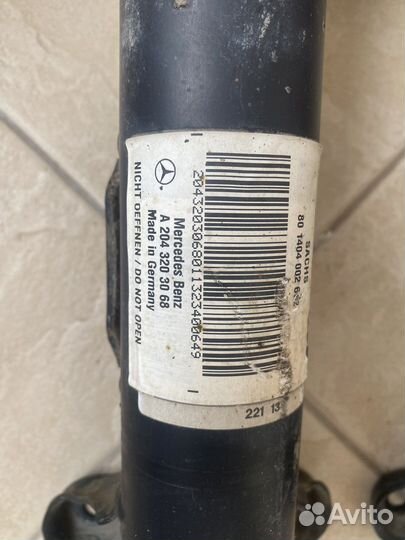 SACHS
80 1404 002
2043203068011323400649
Mercedes Benz
A 204 320 30 68
Made in Germany
NICHT OEFFNEN / DO NOT OPEN
221 13
Avito